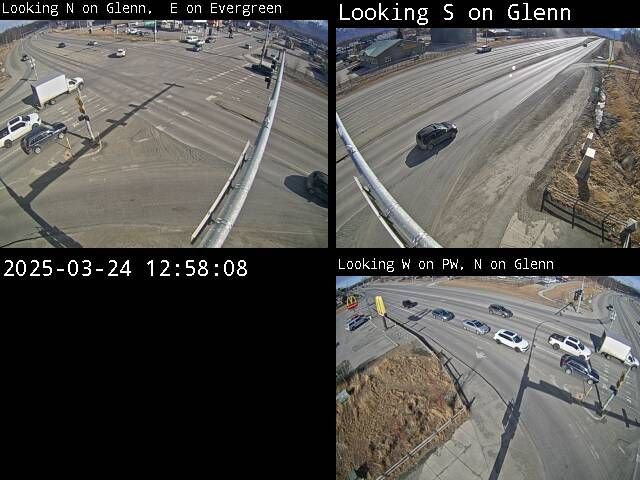 Looking N on Glenn,  E on Evergreen
Looking S on Glenn
2025-03-24 12:58:08
Looking W on PW, N on Glenn